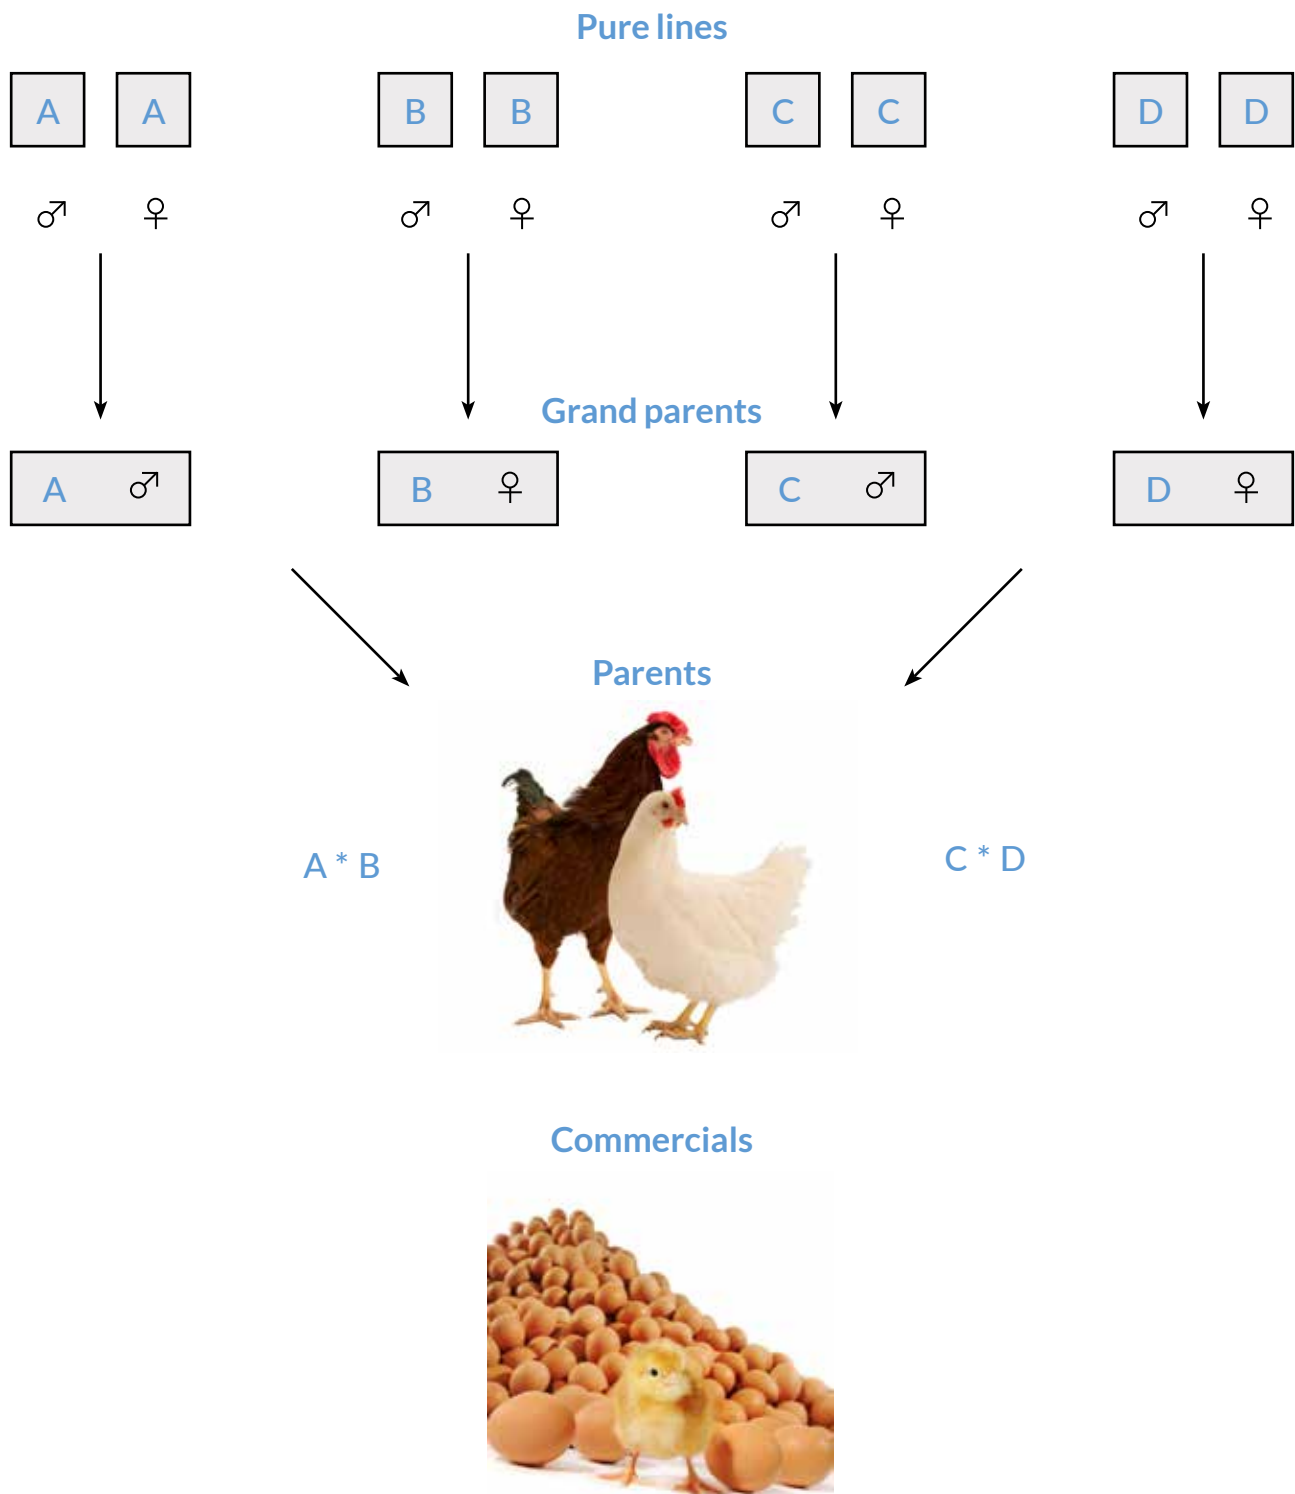 Pure lines
A A B B C C D D
♂ ♀ ♂ ♀ ♂ ♀ ♂ ♀
Grand parents
A ♂ B ♀ C ♂ D ♀
Parents
A * B
C * D
Commercials